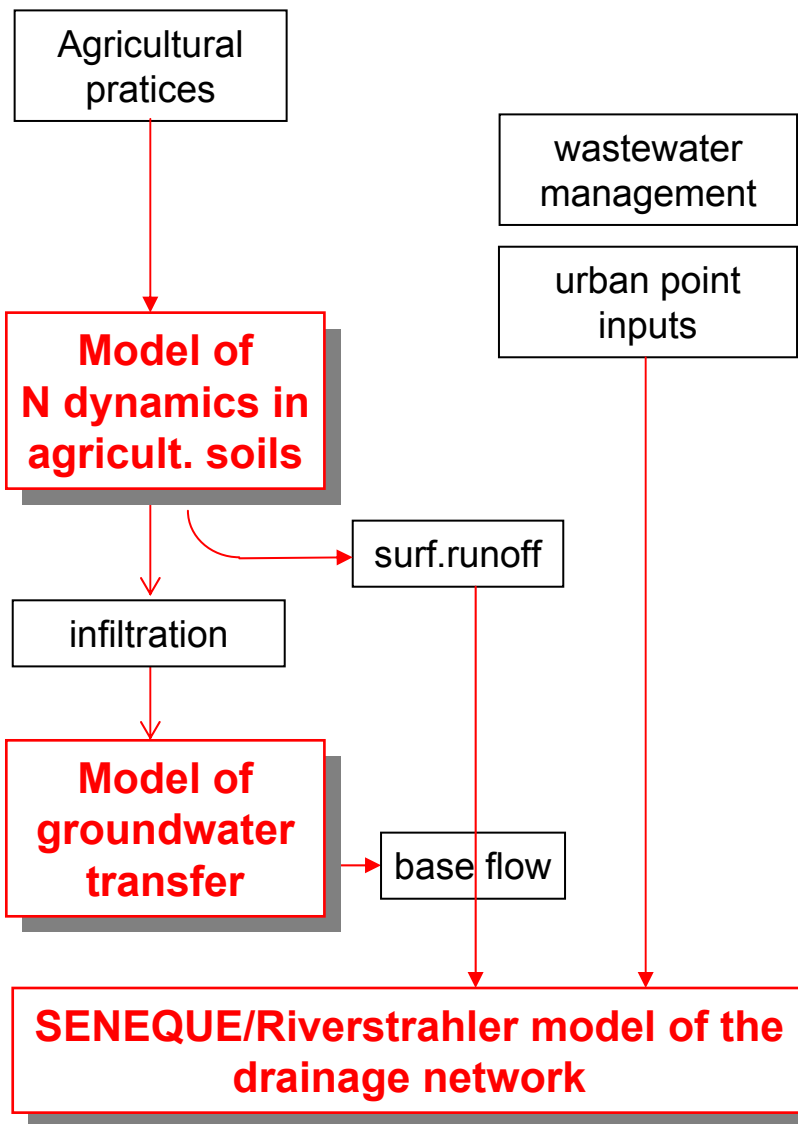 Agricultural
pratices
wastewater
management
urban point
inputs
Model of
N dynamics in
agricult. soils
surf.runoff
infiltration
Model of
groundwater
transfer
base flow
SENEQUE/Riverstrahler model of the
drainage network